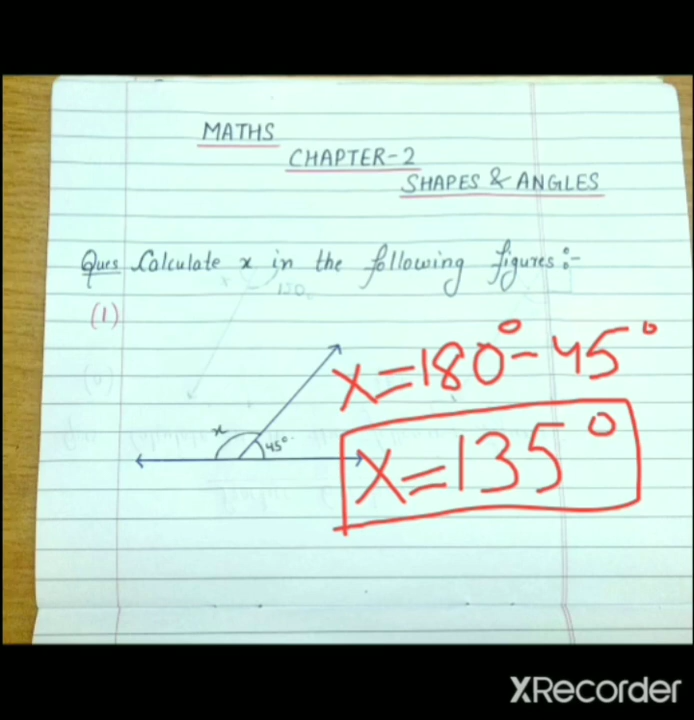 MATHS
CHAPTER-2
SHAPES & ANGLES
Ques Calculate x in the following figures:-
(1)
x=180°-45°
x 45°
x=135°
XRecorder